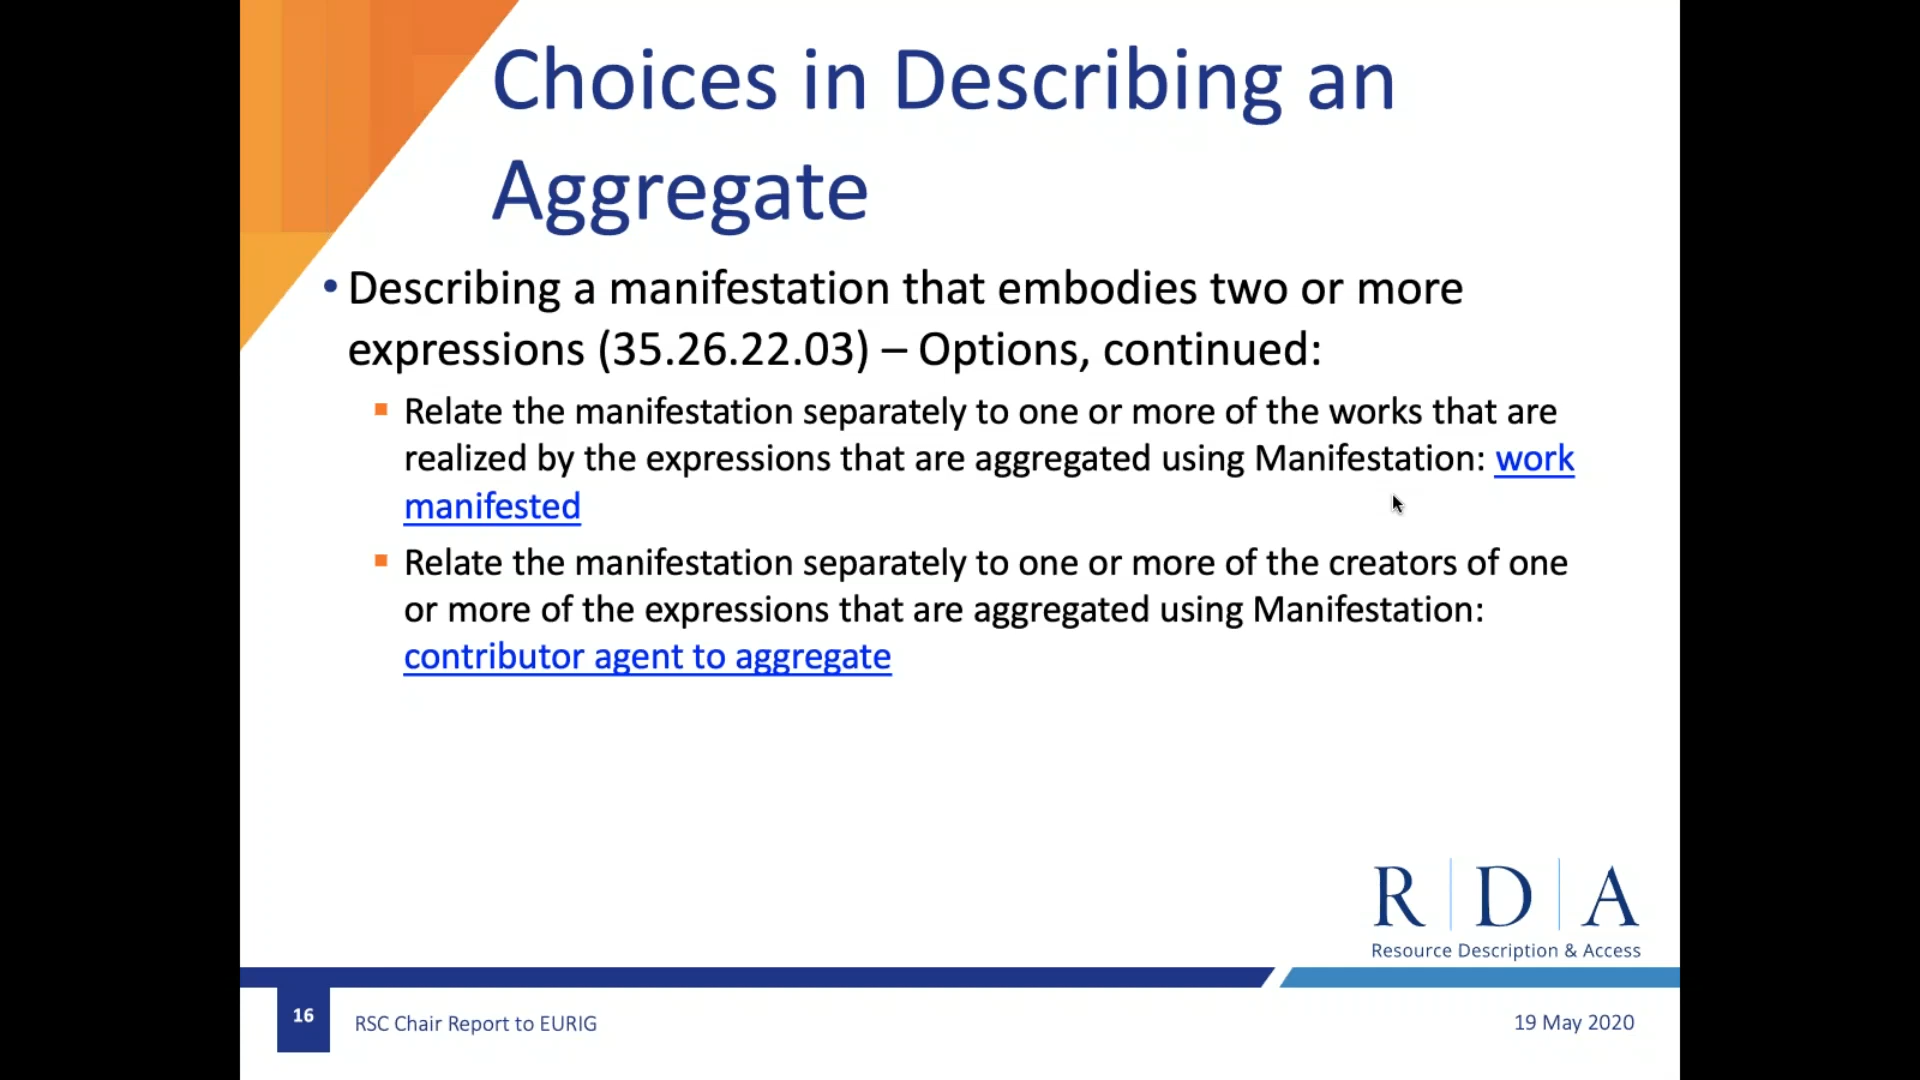 Choices in Describing an
Aggregate
• Describing a manifestation that embodies two or more
expressions (35.26.22.03) – Options, continued:
▪ Relate the manifestation separately to one or more of the works that are
realized by the expressions that are aggregated using Manifestation: work
manifested
▪ Relate the manifestation separately to one or more of the creators of one
or more of the expressions that are aggregated using Manifestation:
contributor agent to aggregate
R|D|A
Resource Description & Access
16
RSC Chair Report to EURIG
19 May 2020